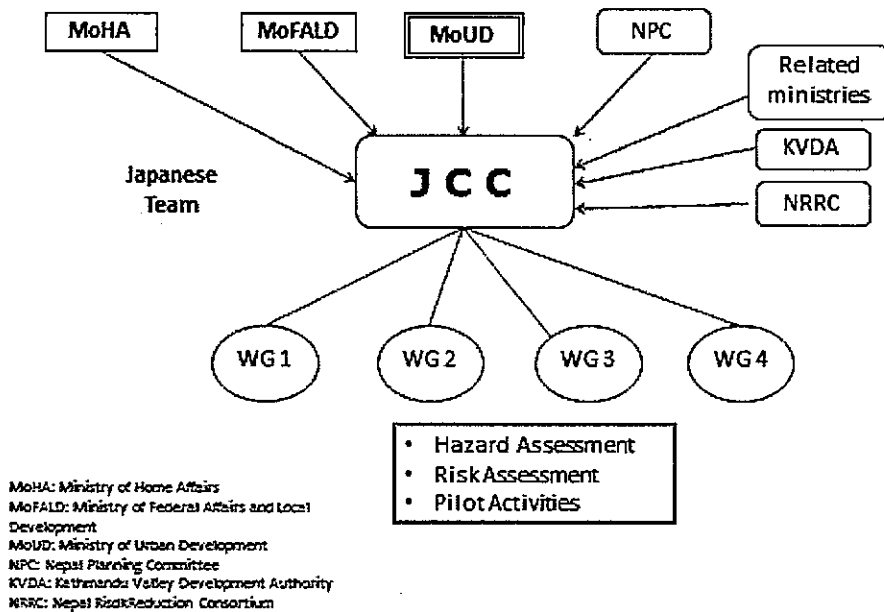 MoHA
MoFALD
MoUD
NPC
Related
ministries
KVDA
NRRC
J C C
Japanese
Team
WG 1
WG 2
WG 3
WG 4
• Hazard Assessment
• Risk Assessment
• Pilot Activities
MoHA: Ministry of Home Affairs
MoFALD: Ministry of Federal Affairs and Local
Development
MoUD: Ministry of Urban Development
NPC: Nepal Planning Committee
KVDA: Kathmandu Valley Development Authority
NRRC: Nepal Risk Reduction Consortium